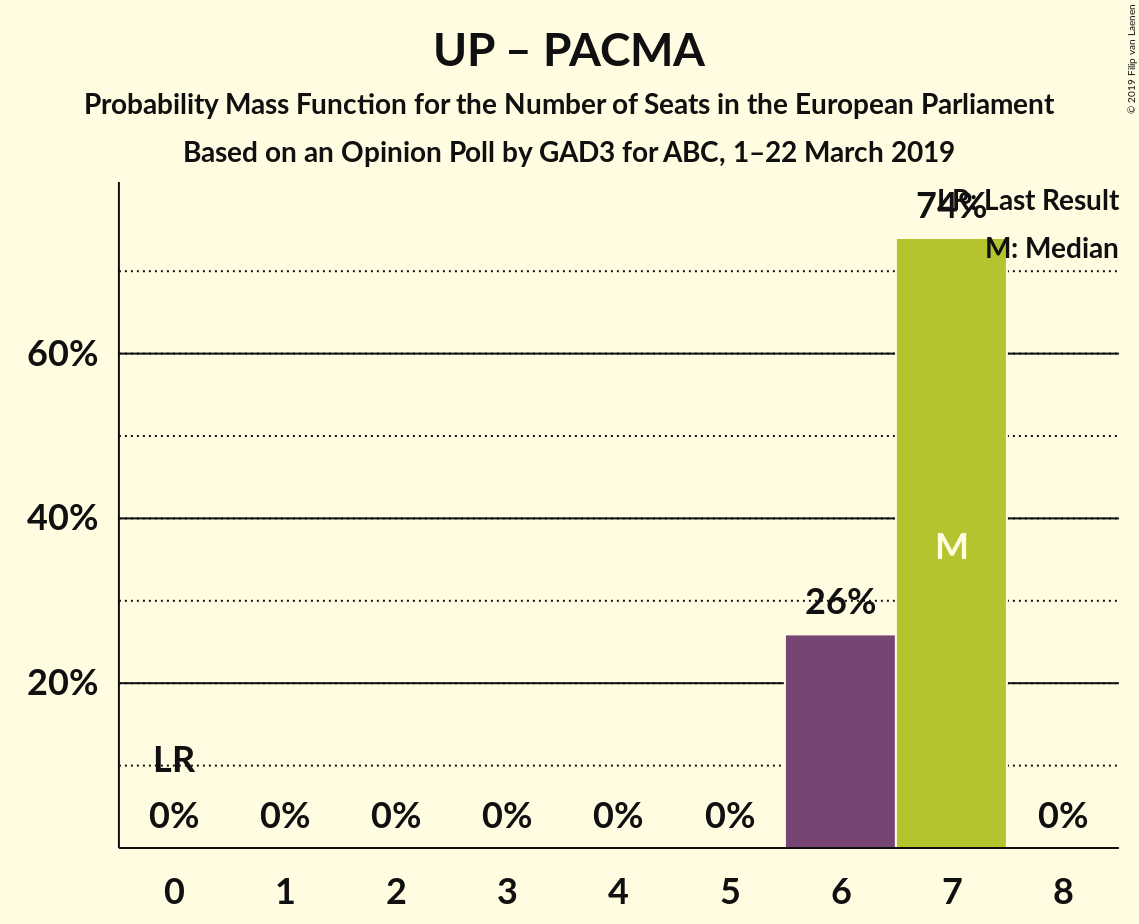 UP – PACMA
Probability Mass Function for the Number of Seats in the European Parliament
Based on an Opinion Poll by GAD3 for ABC, 1–22 March 2019
© 2019 Filip van Laenen
LR: Last Result
M: Median
74%
60%
40%
20%
M
26%
LR
0% 0% 0% 0% 0% 0% 0%
0 1 2 3 4 5 6 7 8